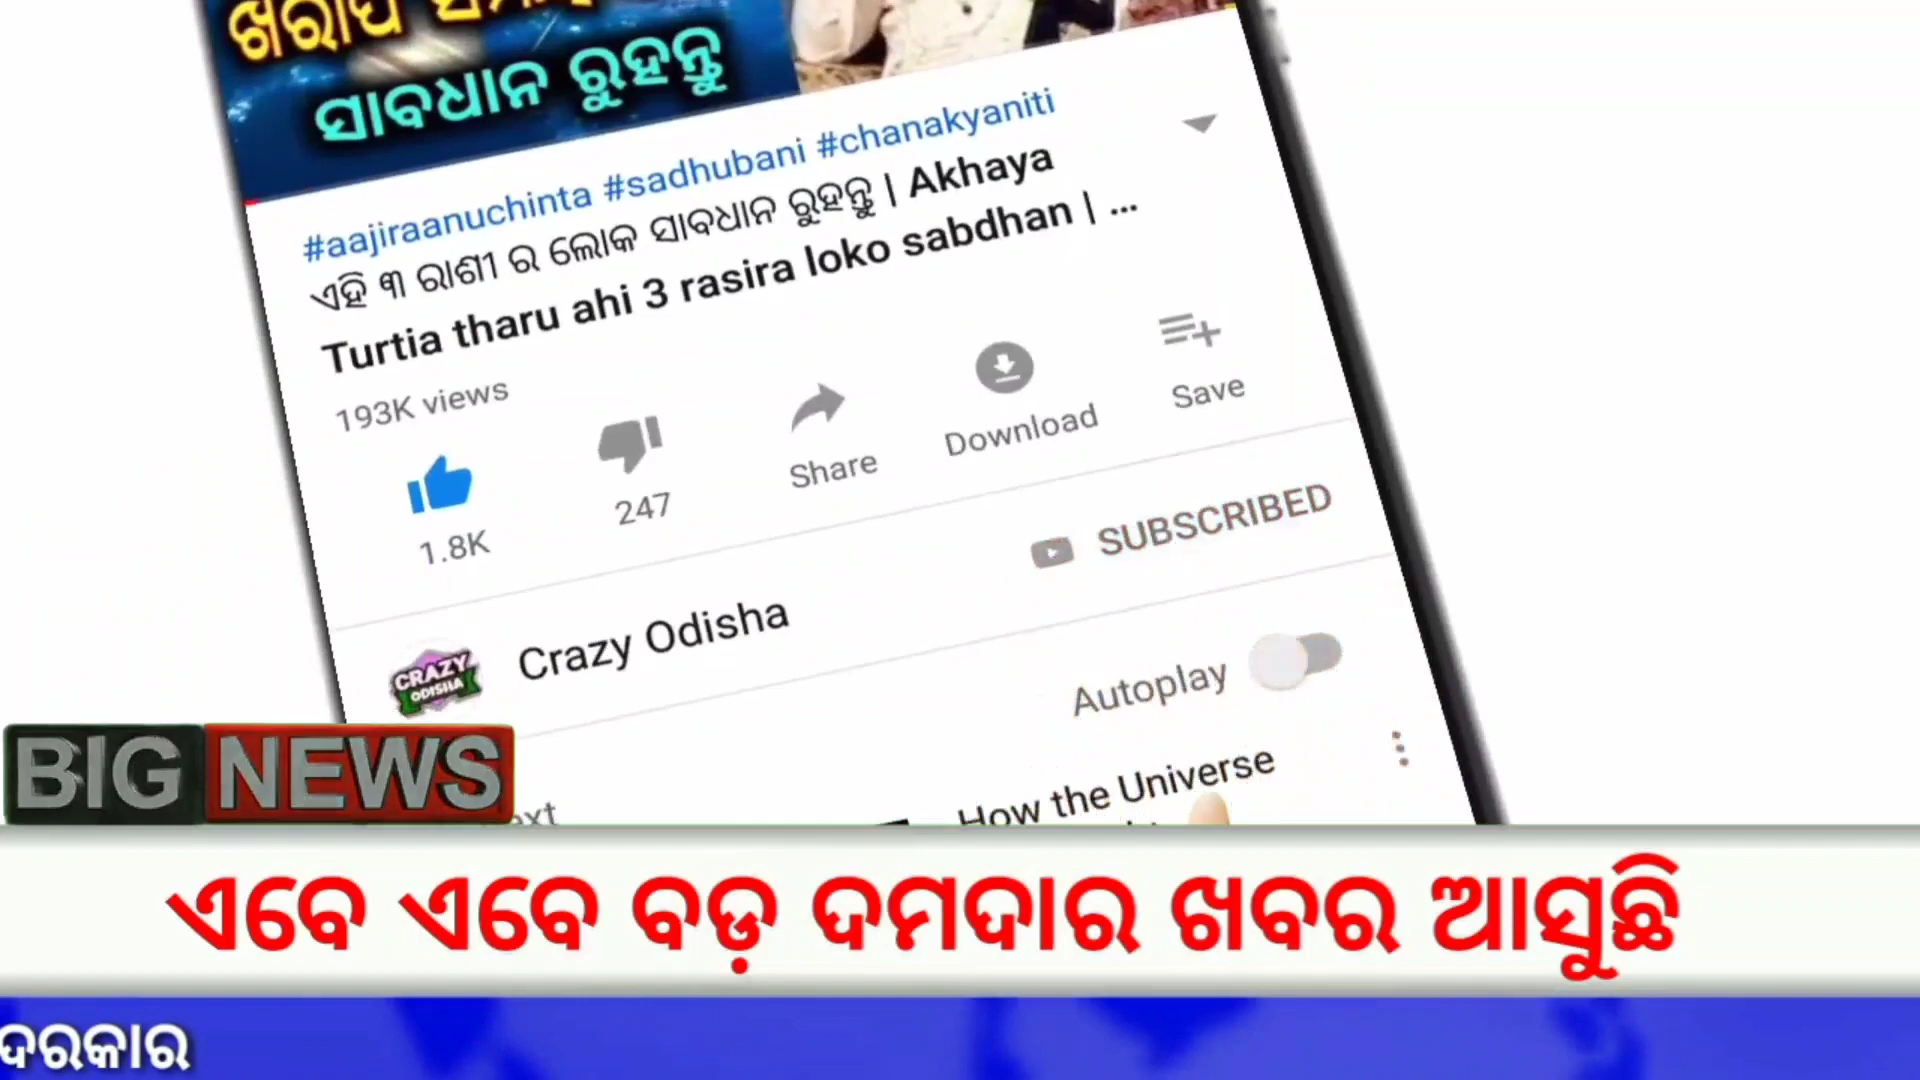 ଖରାପ
ସାବଧାନ ରୁହନ୍ତୁ
#aajiraanuchinta #sadhubani #chanakyaniti
ଏହି ୩ ରାଶୀ ର ଲୋକ ସାବଧାନ ରୁହନ୍ତୁ | Akhaya
Turtia tharu ahi 3 rasira loko sabdhan | ...
193K views
1.8K
247
Share
Download
Save
SUBSCRIBED
CRAZY
ODISHA
Crazy Odisha
Autoplay
How the Universe
BIG NEWS
ଏବେ ଏବେ ବଡ଼ ଦମଦାର ଖବର ଆସୁଛି
ଦରକାର